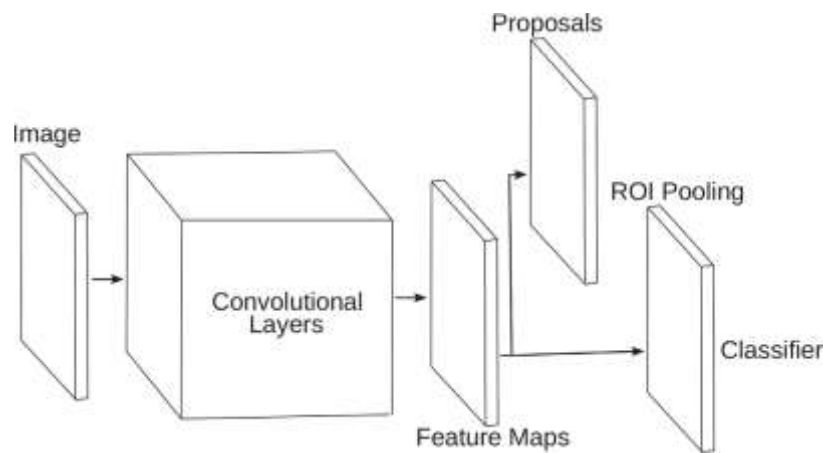 Proposals
Image
ROI Pooling
Convolutional
Layers
Classifier
Feature Maps